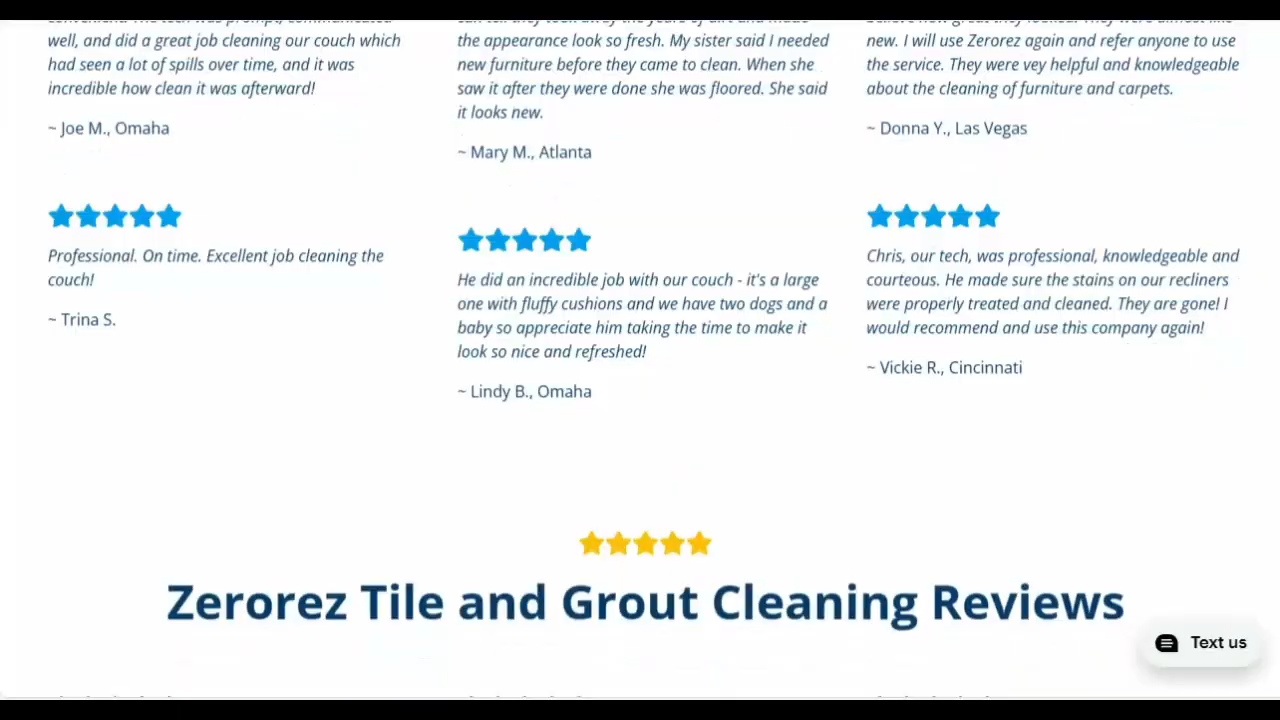 well, and did a great job cleaning our couch which
had seen a lot of spills over time, and it was
incredible how clean it was afterward!
~ Joe M., Omaha
Professional. On time. Excellent job cleaning the
couch!
~ Trina S.
the appearance look so fresh. My sister said I needed
new furniture before they came to clean. When she
saw it after they were done she was floored. She said
it looks new.
~ Mary M., Atlanta
He did an incredible job with our couch - it's a large
one with fluffy cushions and we have two dogs and a
baby so appreciate him taking the time to make it
look so nice and refreshed!
~ Lindy B., Omaha
new. I will use Zerorez again and refer anyone to use
the service. They were vey helpful and knowledgeable
about the cleaning of furniture and carpets.
~ Donna Y., Las Vegas
Chris, our tech, was professional, knowledgeable and
courteous. He made sure the stains on our recliners
were properly treated and cleaned. They are gone! I
would recommend and use this company again!
~ Vickie R., Cincinnati
Zerorez Tile and Grout Cleaning Reviews
Text us